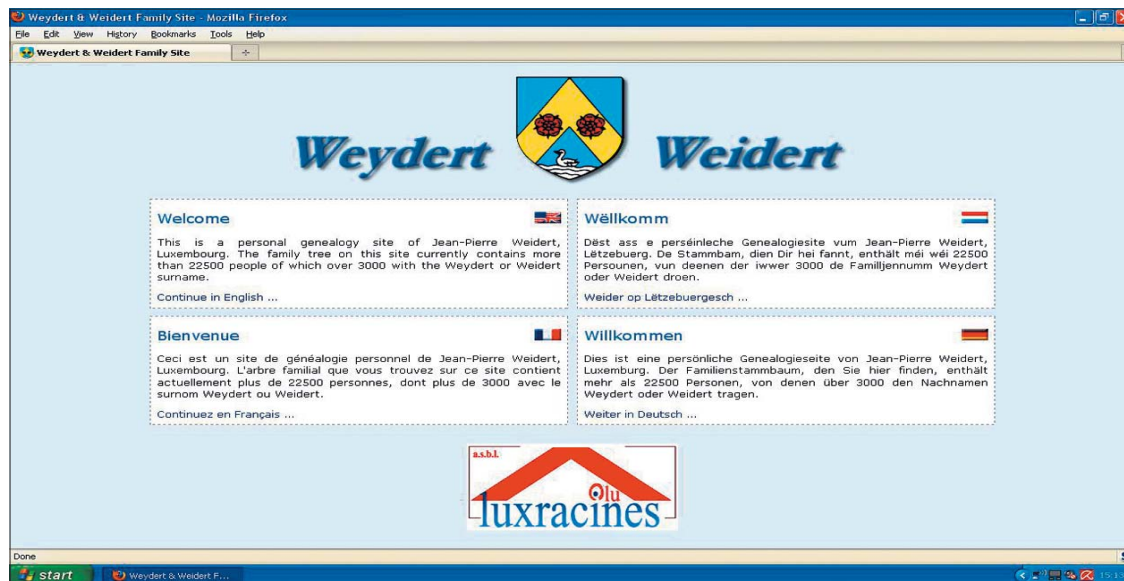 Weydert & Weidert Family Site - Mozilla Firefox
File Edit View History Bookmarks Tools Help
Weydert & Weidert Family Site
Weydert Weidert
Welcome
This is a personal genealogy site of Jean-Pierre Weidert,
Luxembourg. The family tree on this site currently contains more
than 22500 people of which over 3000 with the Weydert or Weidert
surname.
Continue in English ...
Wëllkomm
Dëst ass e perséinleche Genealogiesite vum Jean-Pierre Weidert,
Lëtzebuerg. De Stammbam, dien Dir hei fannt, enthält méi wéi 22500
Persounen, vun deenen der iwwer 3000 de Familljennumm Weydert
oder Weidert droen.
Weider op Lëtzebuergesch ...
Bienvenue
Ceci est un site de généalogie personnel de Jean-Pierre Weidert,
Luxembourg. L'arbre familial que vous trouvez sur ce site contient
actuellement plus de 22500 personnes, dont plus de 3000 avec le
surnom Weydert ou Weidert.
Continuez en Français ...
Willkommen
Dies ist eine persönliche Genealogieseite von Jean-Pierre Weidert,
Luxemburg. Der Familienstammbaum, den Sie hier finden, enthält
mehr als 22500 Personen, von denen über 3000 den Nachnamen
Weydert oder Weidert tragen.
Weiter in Deutsch ...
a.s.b.l.
Olu
luxracines
Done
start Weydert & Weidert F...